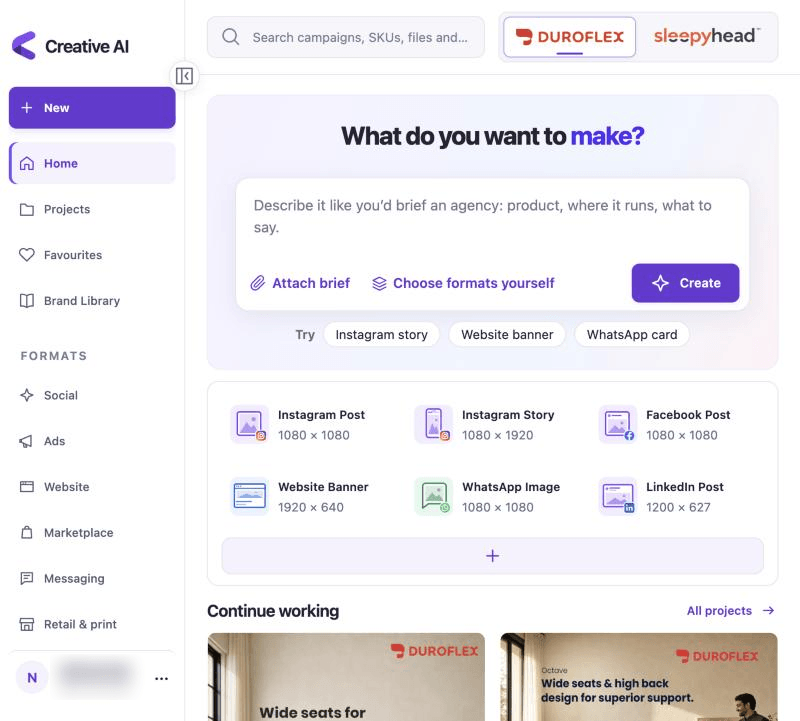 Creative AI
New
Home
Projects
Favourites
Brand Library
FORMATS
Social
Ads
Website
Marketplace
Messaging
Retail & print
N
Search campaigns, SKUs, files and...
DUROFLEX
sleepyhead™
What do you want to make?
Describe it like you’d brief an agency: product, where it runs, what to
say.
Attach brief
Choose formats yourself
Create
Try
Instagram story
Website banner
WhatsApp card
Instagram Post
1080 × 1080
Instagram Story
1080 × 1920
Facebook Post
1080 × 1080
Website Banner
1920 × 640
WhatsApp Image
1080 × 1080
LinkedIn Post
1200 × 627
Continue working
All projects
DUROFLEX
Wide seats for
DUROFLEX
Octave
Wide seats & high back
design for superior support.